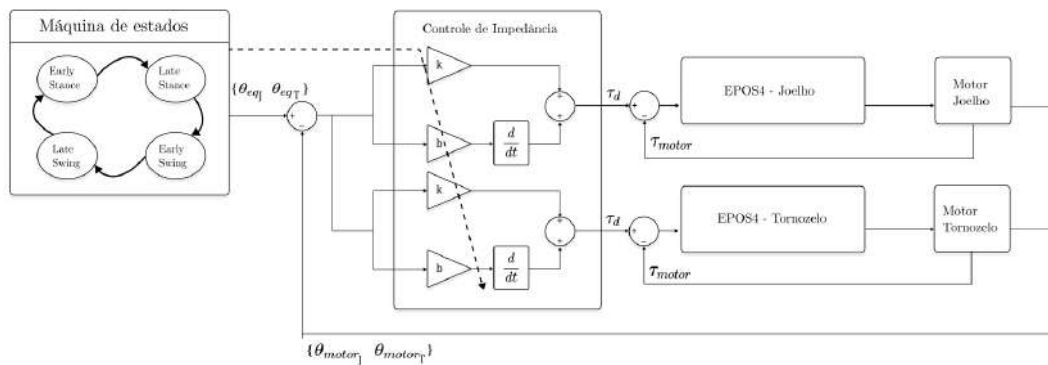 Máquina de estados
Early
Stance
Late
Stance
Late
Swing
Early
Swing
{θeqJ θeqT}
+
−
Controle de Impedância
k
b
d
dt
+
+
k
b
d
dt
+
+
τd
+
−
EPOS4 - Joelho
Motor
Joelho
τmotor
τd
+
−
EPOS4 - Tornozelo
Motor
Tornozelo
τmotor
{θmotorJ θmotorT}